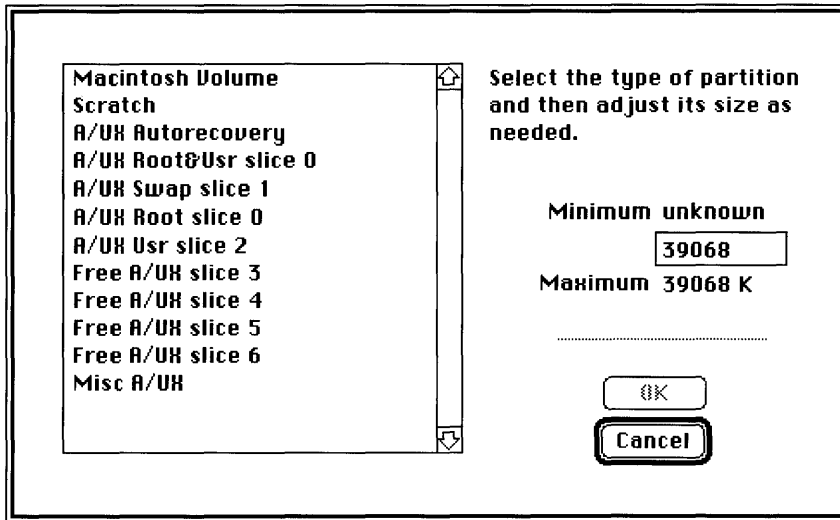 Macintosh Volume
Scratch
A/UX Autorecovery
A/UX Root&Usr slice 0
A/UX Swap slice 1
A/UX Root slice 0
A/UX Usr slice 2
Free A/UX slice 3
Free A/UX slice 4
Free A/UX slice 5
Free A/UX slice 6
Misc A/UX
Select the type of partition
and then adjust its size as
needed.
Minimum unknown
39068
Maximum 39068 K
OK
Cancel